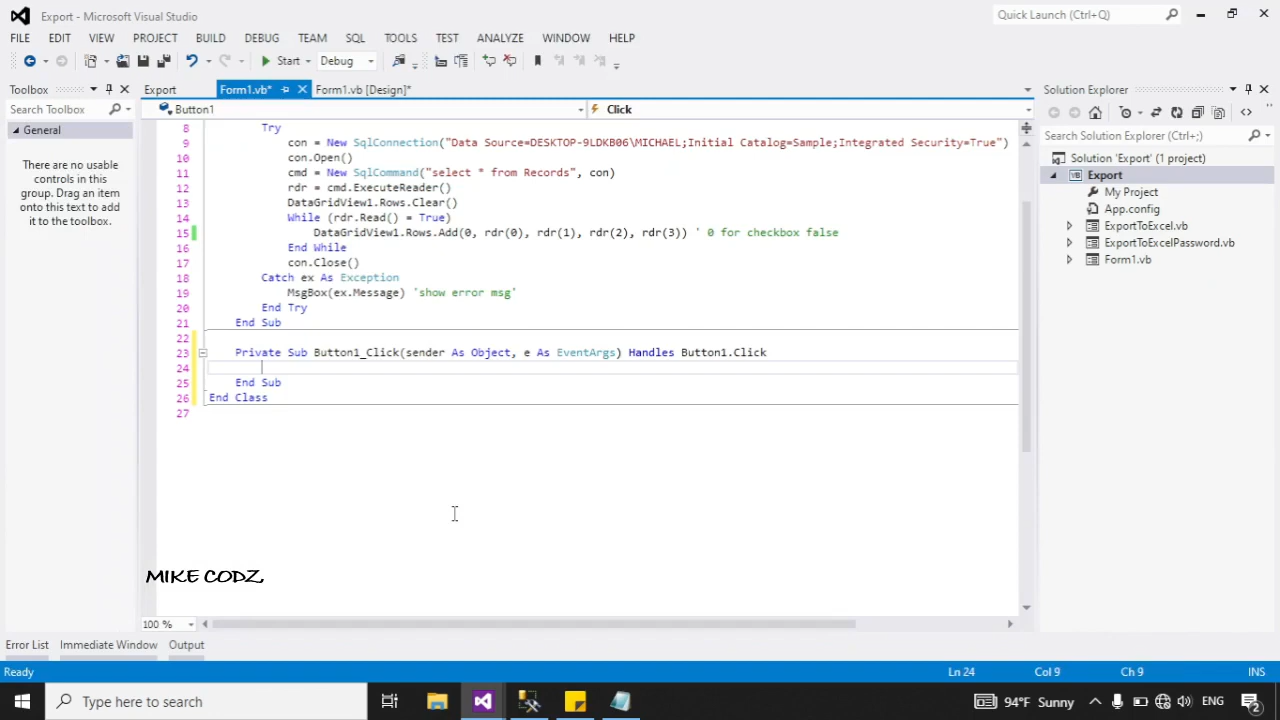 Export - Microsoft Visual Studio
Quick Launch (Ctrl+Q)
FILE EDIT VIEW PROJECT BUILD DEBUG TEAM SQL TOOLS TEST ANALYZE WINDOW HELP
Start Debug
Toolbox
Export Form1.vb* Form1.vb [Design]*
Solution Explorer
Search Toolbox
Button1
Click
General
There are no usable
controls in this
group. Drag an item
onto this text to add
it to the toolbox.
8 Try
9 con = New SqlConnection("Data Source=DESKTOP-9LDKB06\MICHAEL;Initial Catalog=Sample;Integrated Security=True")
10 con.Open()
11 cmd = New SqlCommand("select * from Records", con)
12 rdr = cmd.ExecuteReader()
13 DataGridView1.Rows.Clear()
14 While (rdr.Read() = True)
15 DataGridView1.Rows.Add(0, rdr(0), rdr(1), rdr(2), rdr(3)) ' 0 for checkbox false
16 End While
17 con.Close()
18 Catch ex As Exception
19 MsgBox(ex.Message) 'show error msg'
20 End Try
21 End Sub
22
23 Private Sub Button1_Click(sender As Object, e As EventArgs) Handles Button1.Click
24
25 End Sub
26 End Class
27
Search Solution Explorer (Ctrl+;)
Solution 'Export' (1 project)
Export
My Project
App.config
ExportToExcel.vb
ExportToExcelPassword.vb
Form1.vb
MIKE CODZ,
100 %
Error List Immediate Window Output
Ready
Ln 24 Col 9 Ch 9 INS
Type here to search
94°F Sunny
ENG
2